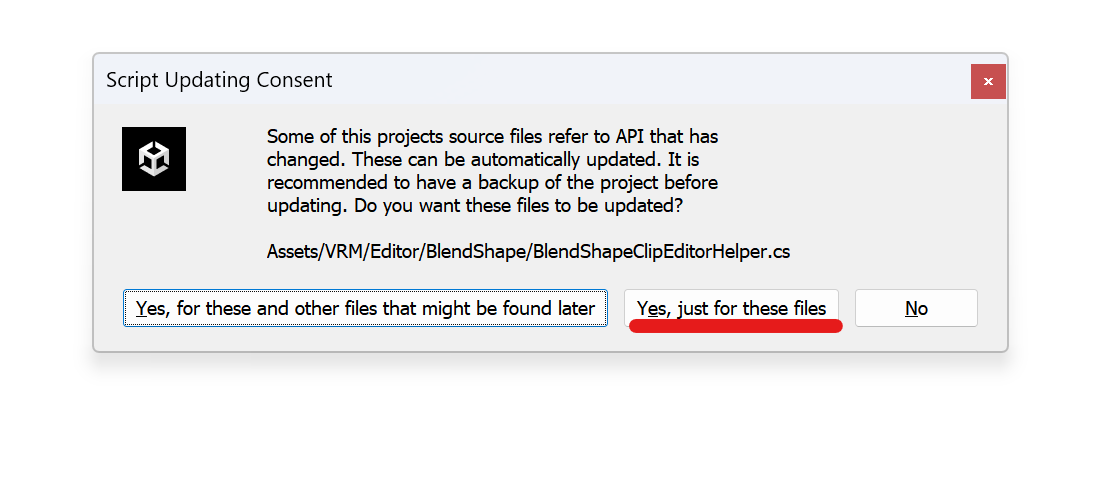 Script Updating Consent
Some of this projects source files refer to API that has
changed. These can be automatically updated. It is
recommended to have a backup of the project before
updating. Do you want these files to be updated?
Assets/VRM/Editor/BlendShape/BlendShapeClipEditorHelper.cs
Yes, for these and other files that might be found later
Yes, just for these files
No